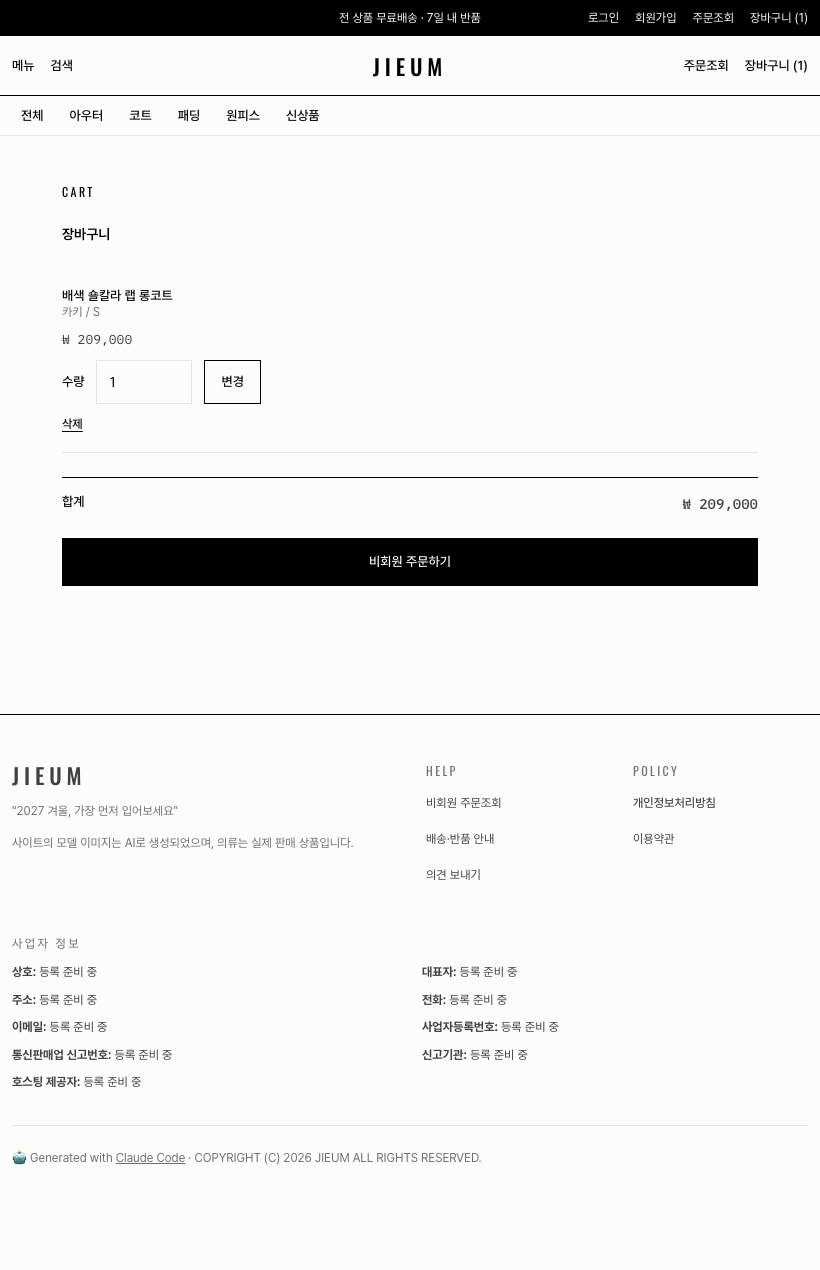 전 상품 무료배송 · 7일 내 반품
로그인 회원가입 주문조회 장바구니 (1)
메뉴 검색
JIEUM
주문조회 장바구니 (1)
전체 아우터 코트 패딩 원피스 신상품
CART
장바구니
배색 숄칼라 랩 롱코트
카키 / S
₩ 209,000
수량 1 변경
삭제
합계 ₩ 209,000
비회원 주문하기
JIEUM
"2027 겨울, 가장 먼저 입어보세요"
사이트의 모델 이미지는 AI로 생성되었으며, 의류는 실제 판매 상품입니다.
HELP
비회원 주문조회
배송·반품 안내
의견 보내기
POLICY
개인정보처리방침
이용약관
사업자 정보
상호: 등록 준비 중
대표자: 등록 준비 중
주소: 등록 준비 중
전화: 등록 준비 중
이메일: 등록 준비 중
사업자등록번호: 등록 준비 중
통신판매업 신고번호: 등록 준비 중
신고기관: 등록 준비 중
호스팅 제공자: 등록 준비 중
🤖 Generated with Claude Code · COPYRIGHT (C) 2026 JIEUM ALL RIGHTS RESERVED.